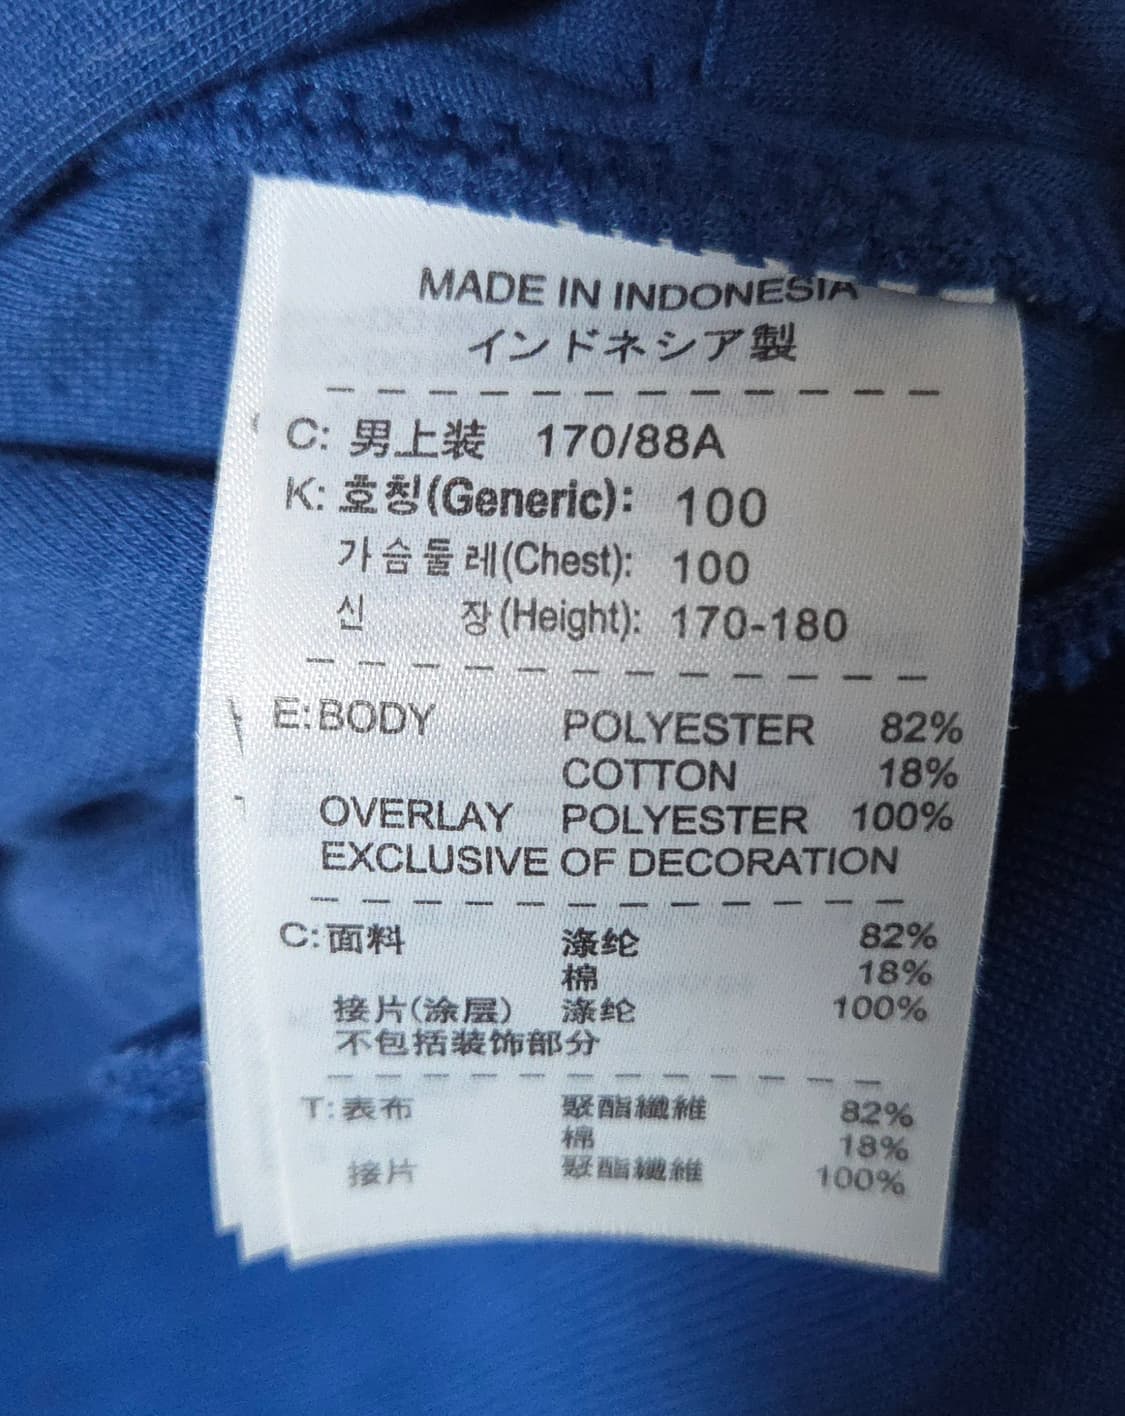 MADE IN INDONESIA
インドネシア製
C: 男上装 170/88A
K: 호칭(Generic): 100
가슴둘레(Chest): 100
신 장(Height): 170-180
E:BODY POLYESTER 82%
COTTON 18%
OVERLAY POLYESTER 100%
EXCLUSIVE OF DECORATION
C:面料 涤纶 82%
棉 18%
接片(涂层) 涤纶 100%
不包括装饰部分
T:表布 聚酯纖維 82%
棉 18%
接片 聚酯纖維 100%